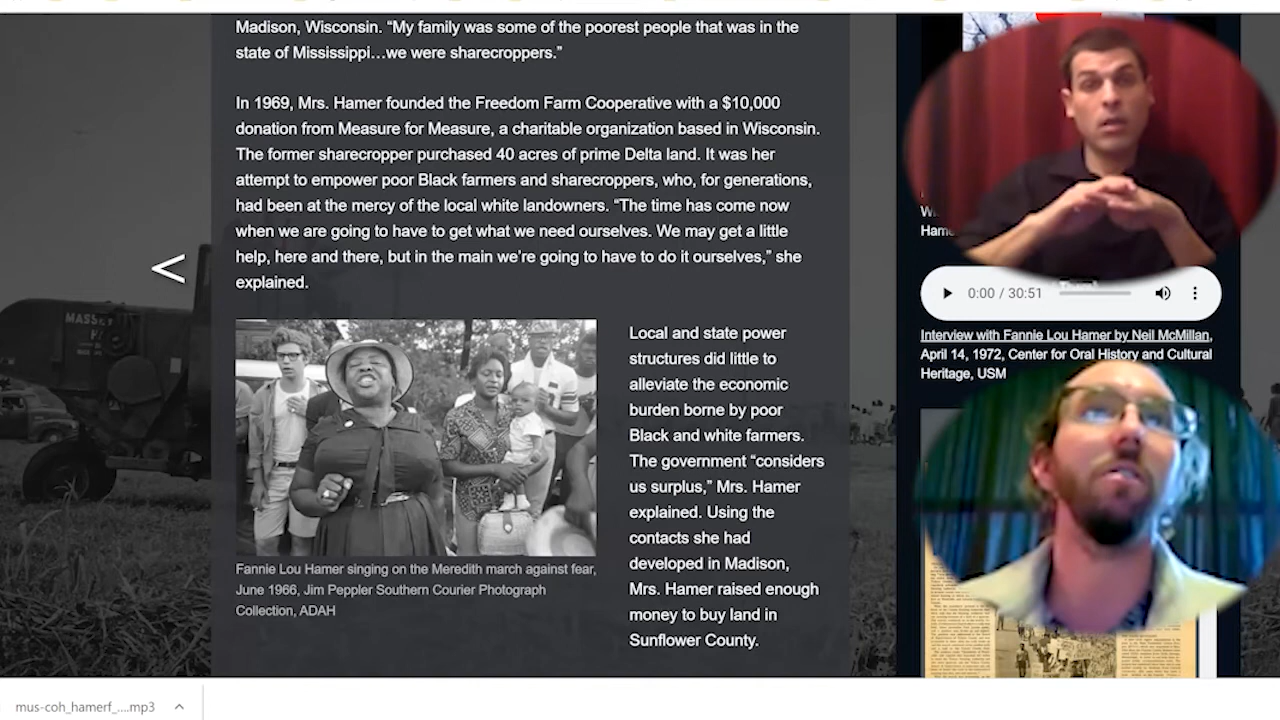 Madison, Wisconsin. “My family was some of the poorest people that was in the
state of Mississippi…we were sharecroppers.”
In 1969, Mrs. Hamer founded the Freedom Farm Cooperative with a $10,000
donation from Measure for Measure, a charitable organization based in Wisconsin.
The former sharecropper purchased 40 acres of prime Delta land. It was her
attempt to empower poor Black farmers and sharecroppers, who, for generations,
had been at the mercy of the local white landowners. “The time has come now
when we are going to have to get what we need ourselves. We may get a little
help, here and there, but in the main we’re going to have to do it ourselves,” she
explained.
<
Fannie Lou Hamer singing on the Meredith march against fear,
June 1966, Jim Peppler Southern Courier Photograph
Collection, ADAH
Local and state power
structures did little to
alleviate the economic
burden borne by poor
Black and white farmers.
The government “considers
us surplus,” Mrs. Hamer
explained. Using the
contacts she had
developed in Madison,
Mrs. Hamer raised enough
money to buy land in
Sunflower County.
0:00 / 30:51
Interview with Fannie Lou Hamer by Neil McMillan,
April 14, 1972, Center for Oral History and Cultural
Heritage, USM
mus-coh_hamerf_....mp3